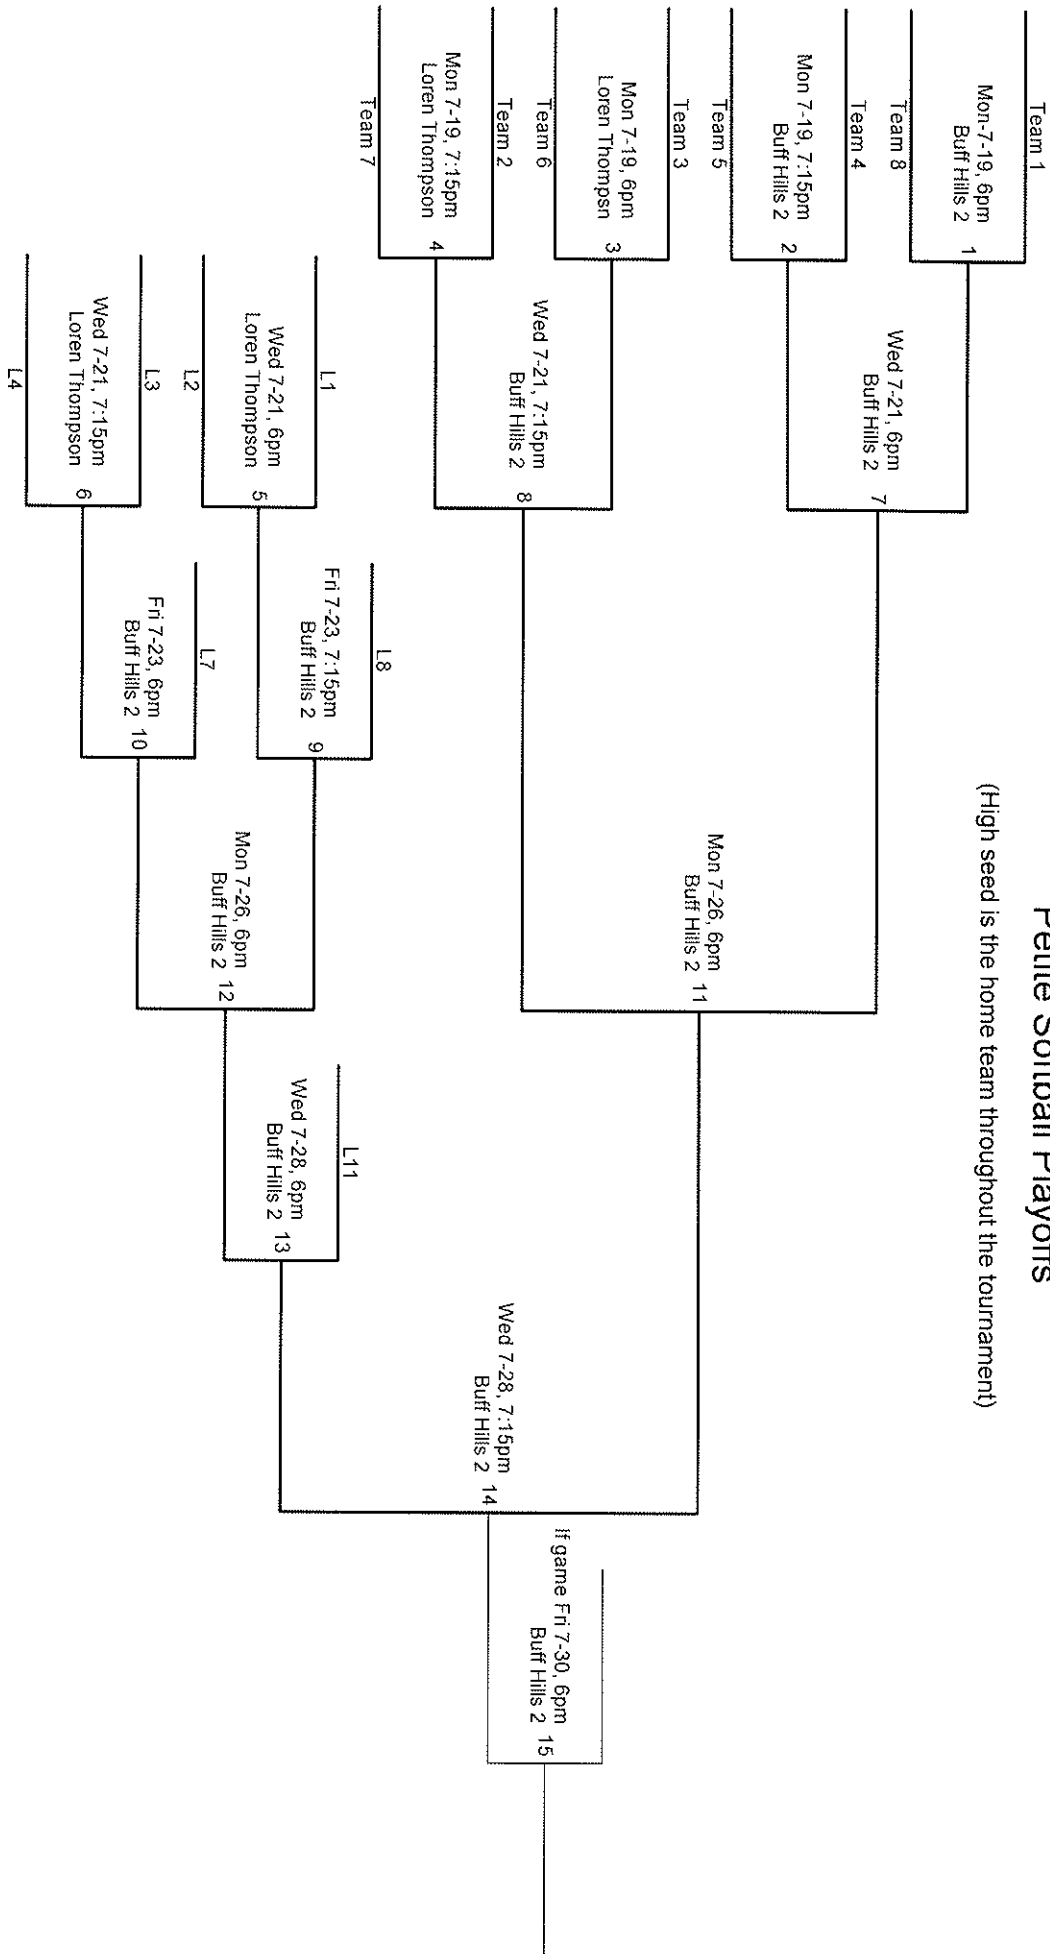 Petite Softball Playoffs
(High seed is the home team throughout the tournament)
Team 1
Mon-7-19, 6pm
Buff Hills 2
1
Team 8
Wed 7-21, 6pm
Buff Hills 2
7
Team 4
Mon 7-19, 7:15pm
Buff Hills 2
2
Team 5
Mon 7-26, 6pm
Buff Hills 2
11
Team 3
Mon 7-19, 6pm
Loren Thompsn
3
Team 6
Wed 7-21, 7:15pm
Buff Hills 2
8
Team 2
Mon 7-19, 7:15pm
Loren Thompson
4
Team 7
If game Fri 7-30, 6pm
Buff Hills 2
15
Wed 7-28, 7:15pm
Buff Hills 2
14
L8
Fri 7-23, 7:15pm
Buff Hills 2
9
L1
Wed 7-21, 6pm
Loren Thompson
5
L2
L11
Wed 7-28, 6pm
Buff Hills 2
13
Mon 7-26, 6pm
Buff Hills 2
12
L7
Fri 7-23, 6pm
Buff Hills 2
10
L3
Wed 7-21, 7:15pm
Loren Thompson
6
L4